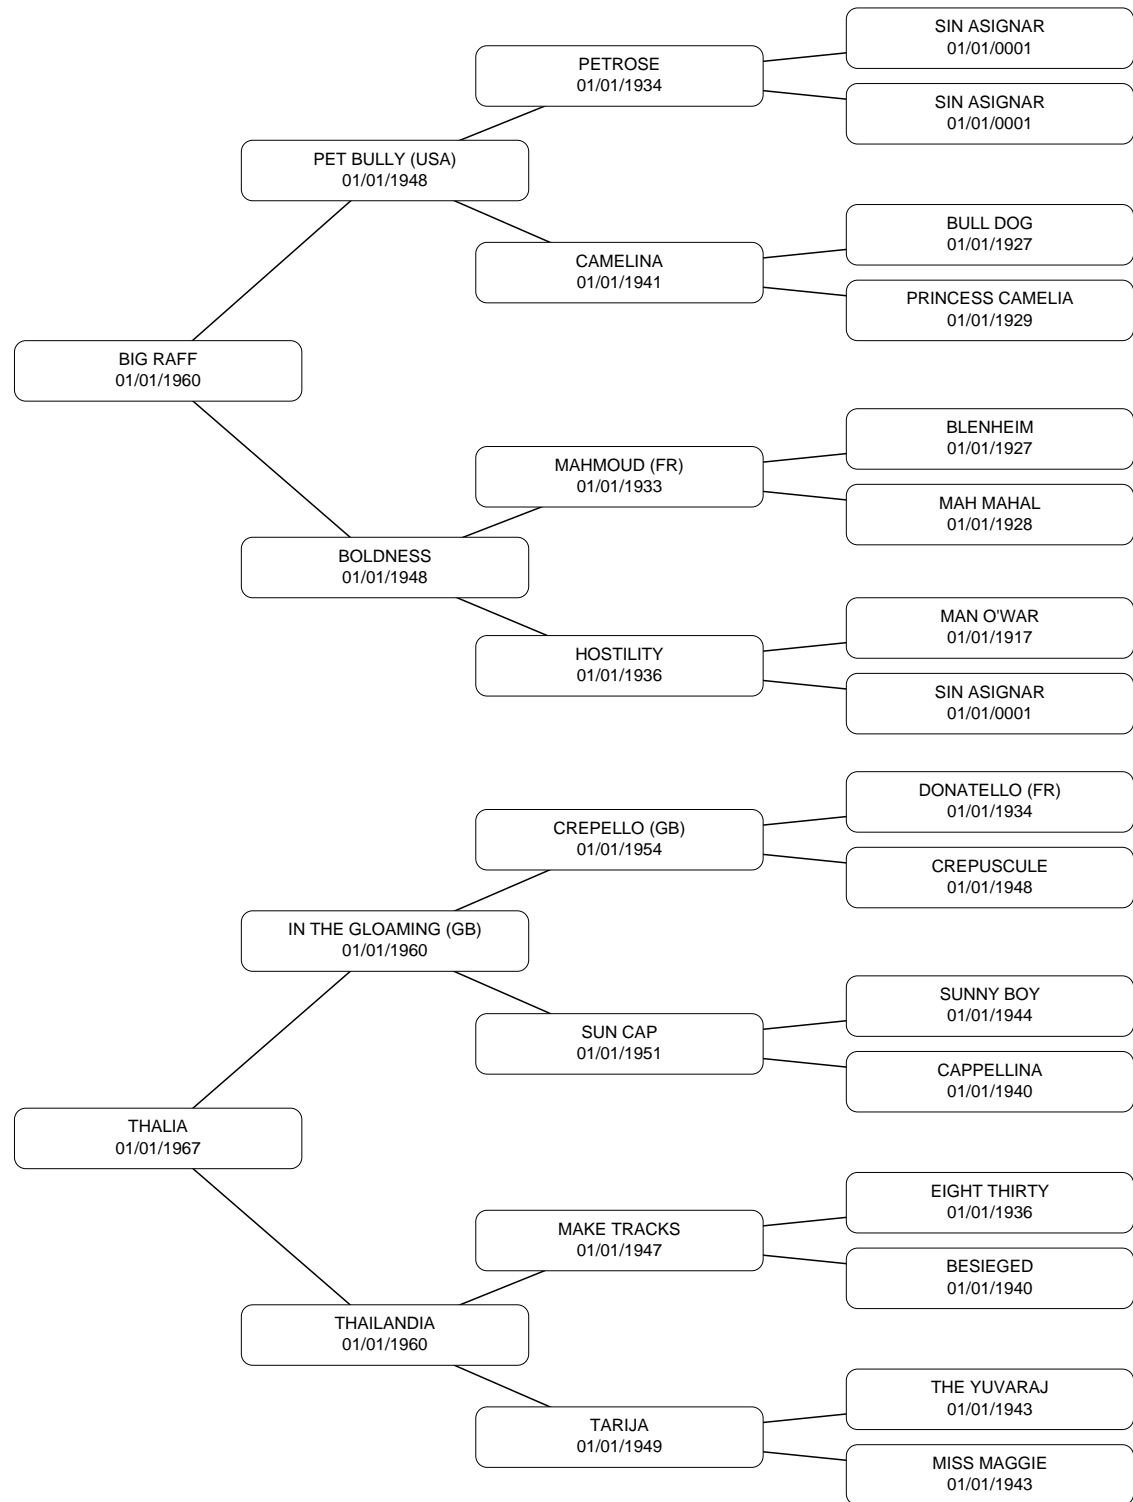 SIN ASIGNAR
01/01/0001
PETROSE
01/01/1934
SIN ASIGNAR
01/01/0001
PET BULLY (USA)
01/01/1948
BULL DOG
01/01/1927
CAMELINA
01/01/1941
PRINCESS CAMELIA
01/01/1929
BIG RAFF
01/01/1960
BLENHEIM
01/01/1927
MAHMOUD (FR)
01/01/1933
MAH MAHAL
01/01/1928
BOLDNESS
01/01/1948
MAN O'WAR
01/01/1917
HOSTILITY
01/01/1936
SIN ASIGNAR
01/01/0001
DONATELLO (FR)
01/01/1934
CREPELLO (GB)
01/01/1954
CREPUSCULE
01/01/1948
IN THE GLOAMING (GB)
01/01/1960
SUNNY BOY
01/01/1944
SUN CAP
01/01/1951
CAPPELLINA
01/01/1940
THALIA
01/01/1967
EIGHT THIRTY
01/01/1936
MAKE TRACKS
01/01/1947
BESIEGED
01/01/1940
THAILANDIA
01/01/1960
THE YUVARAJ
01/01/1943
TARIJA
01/01/1949
MISS MAGGIE
01/01/1943